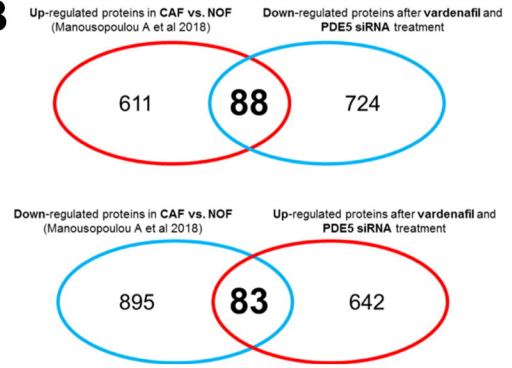 B
Up-regulated proteins in CAF vs. NOF
(Manousopoulou A et al 2018)
Down-regulated proteins after vardenafil and
PDE5 siRNA treatment
611
88
724
Down-regulated proteins in CAF vs. NOF
(Manousopoulou A et al 2018)
Up-regulated proteins after vardenafil and
PDE5 siRNA treatment
895
83
642